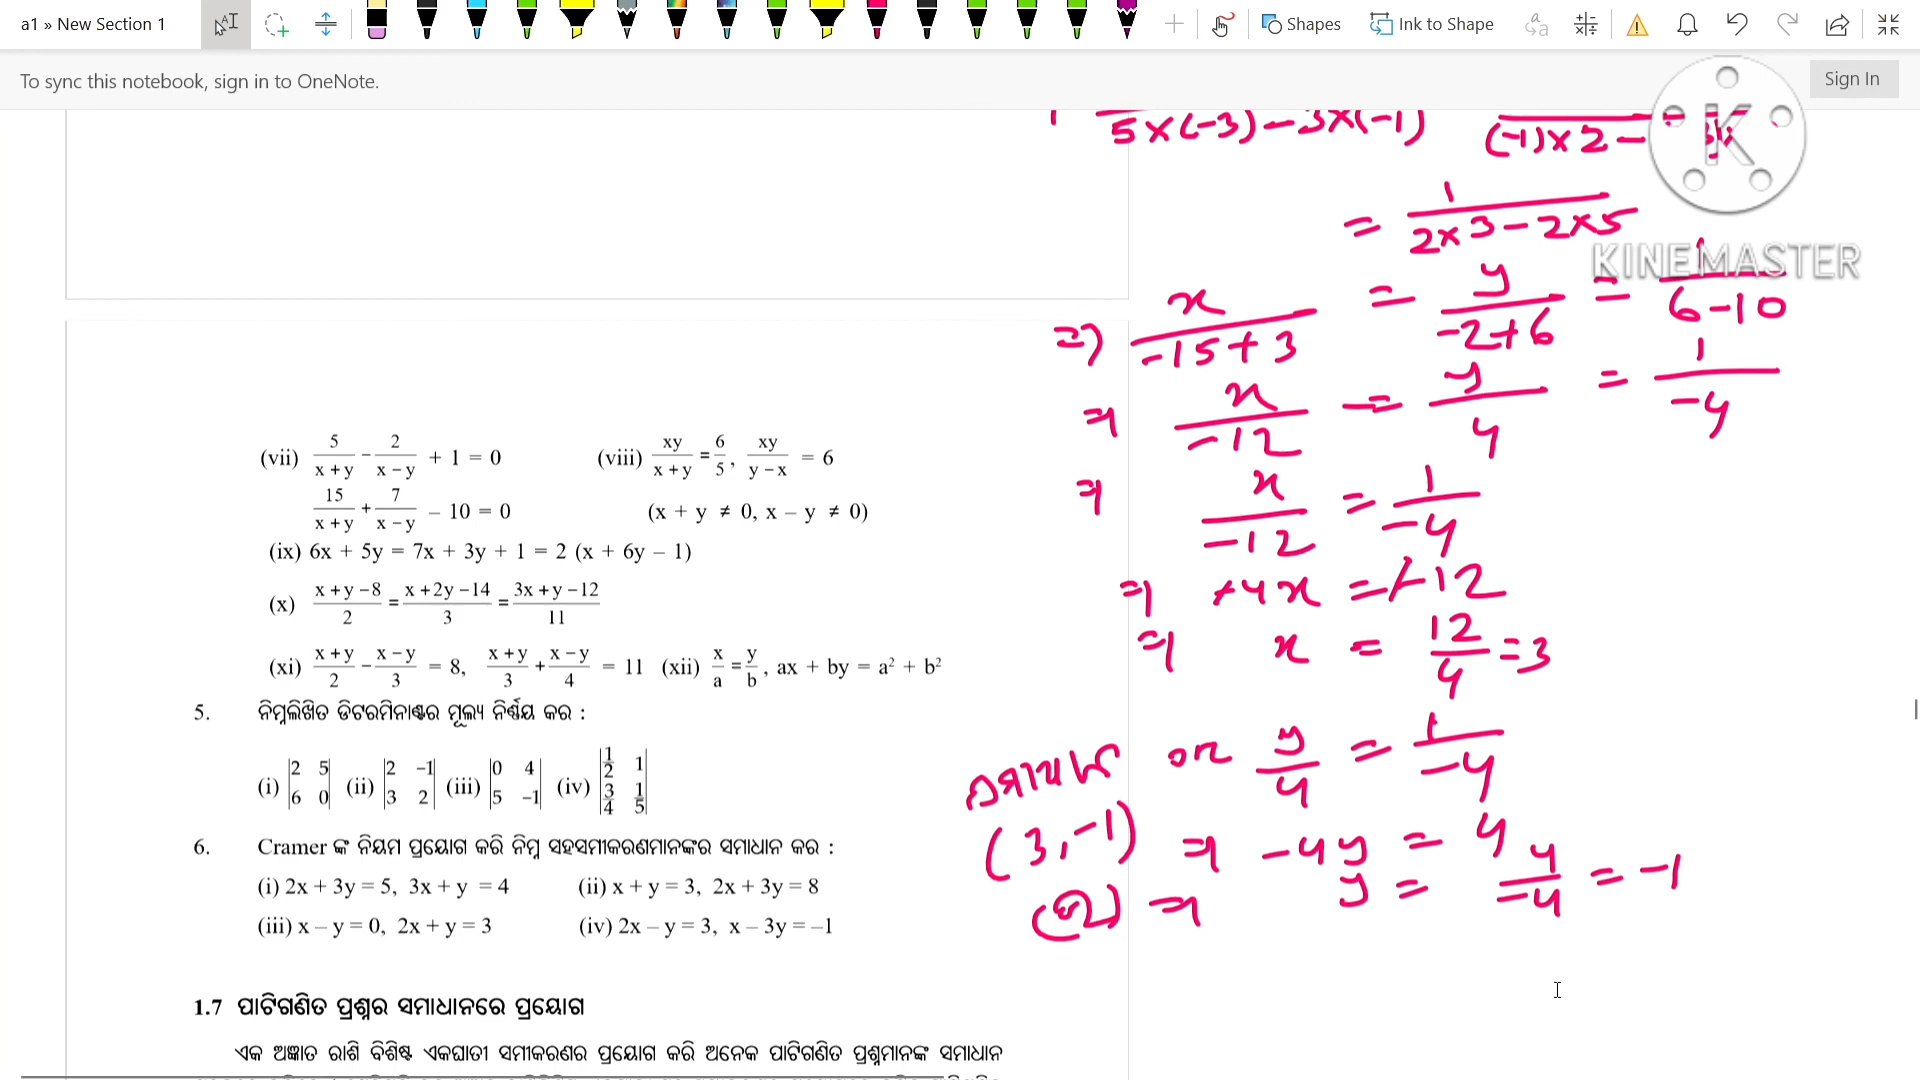 a1 » New Section 1
Shapes
Ink to Shape
To sync this notebook, sign in to OneNote.
Sign In
KINEMASTER
5×(-3)-3×(-1) (-1)×2-
= 1/(2×3-2×5)
=> x/(-15+3) = y/(-2+6) = 1/(6-10)
=> x/(-12) = y/4 = 1/(-4)
=> x/(-12) = 1/(-4)
=> +4x = +12
=> x = 12/4 = 3
ସମାଧାନ or y/4 = 1/(-4)
(3,-1) => -4y = 4
=> y = 4/(-4) = -1
(vii) 5/(x+y) - 2/(x-y) + 1 = 0 (viii) xy/(x+y) = 6/5, xy/(y-x) = 6
15/(x+y) + 7/(x-y) - 10 = 0 (x + y ≠ 0, x – y ≠ 0)
(ix) 6x + 5y = 7x + 3y + 1 = 2 (x + 6y – 1)
(x) (x+y-8)/2 = (x+2y-14)/3 = (3x+y-12)/11
(xi) (x+y)/2 - (x-y)/3 = 8, (x+y)/3 + (x-y)/4 = 11 (xii) x/a = y/b, ax + by = a² + b²
5. ନିମ୍ନଲିଖିତ ଡିଟରମିନାଣ୍ଟର ମୂଲ୍ୟ ନିର୍ଣ୍ଣୟ କର :
(i) |2 5; 6 0| (ii) |2 -1; 3 2| (iii) |0 4; 5 -1| (iv) |1/2 1; 3/4 1/5|
6. Cramer ଙ୍କ ନିୟମ ପ୍ରୟୋଗ କରି ନିମ୍ନ ସହସମୀକରଣମାନଙ୍କର ସମାଧାନ କର :
(i) 2x + 3y = 5, 3x + y = 4 (ii) x + y = 3, 2x + 3y = 8
(iii) x – y = 0, 2x + y = 3 (iv) 2x – y = 3, x – 3y = –1
1.7 ପାଟିଗଣିତ ପ୍ରଶ୍ନର ସମାଧାନରେ ପ୍ରୟୋଗ
ଏକ ଅଜ୍ଞାତ ରାଶି ବିଶିଷ୍ଟ ଏକଘାତୀ ସମୀକରଣର ପ୍ରୟୋଗ କରି ଅନେକ ପାଟିଗଣିତ ପ୍ରଶ୍ନମାନଙ୍କ ସମାଧାନ